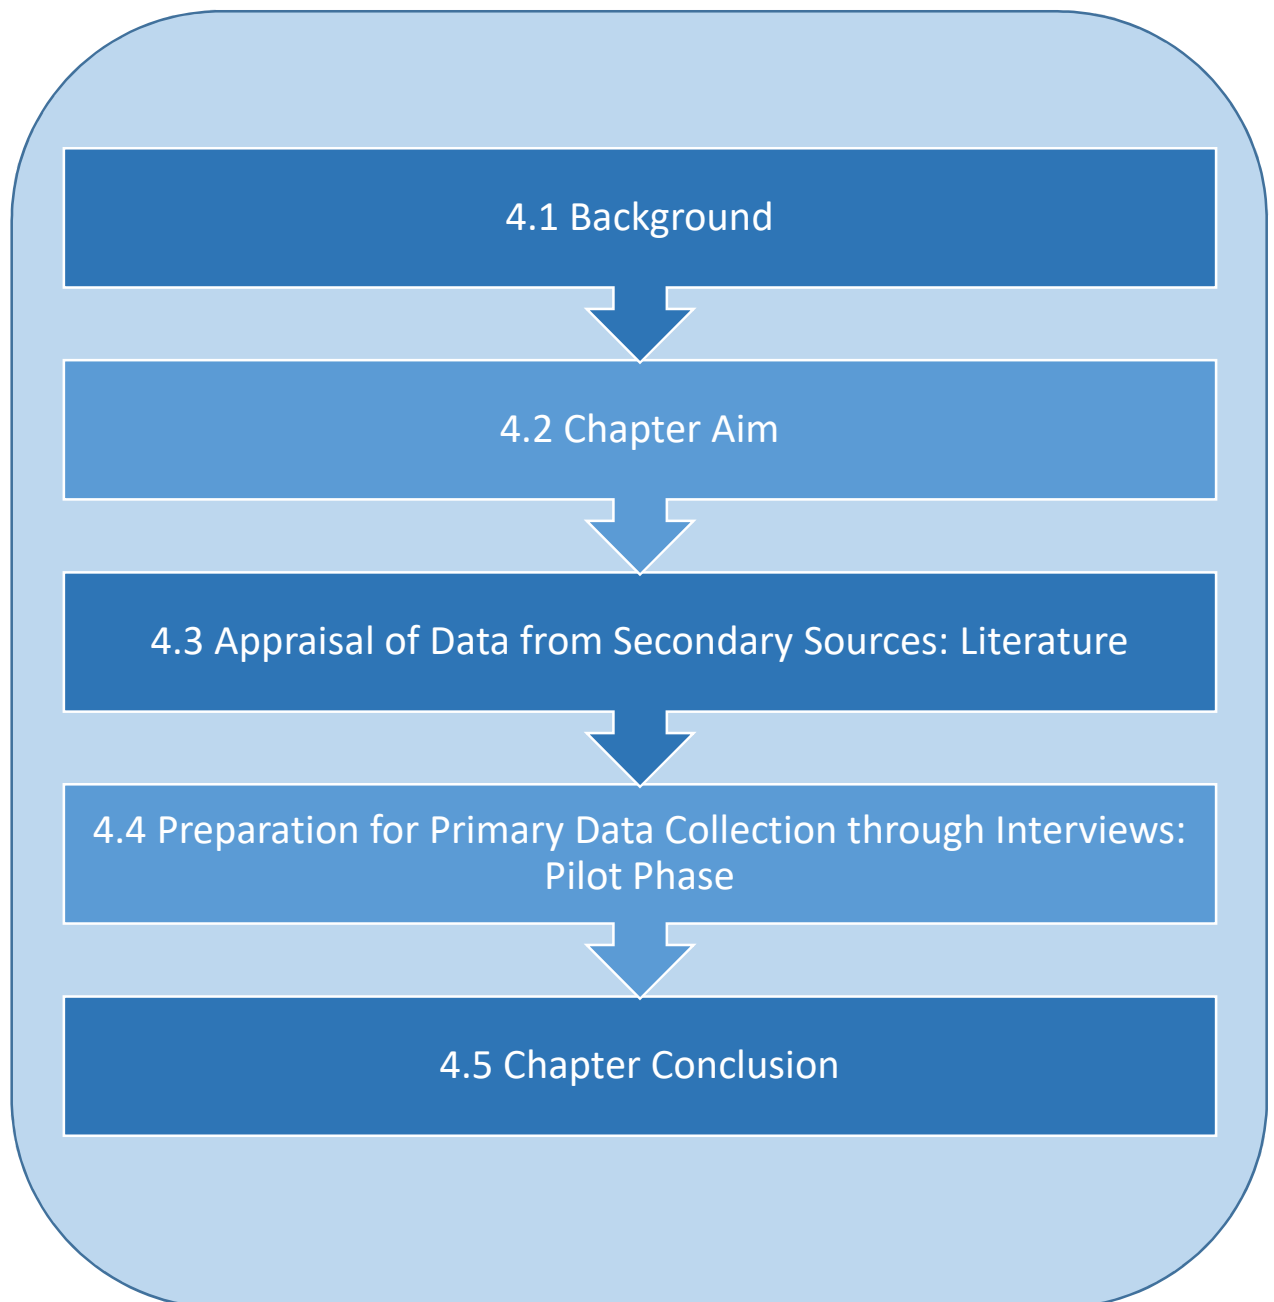 4.1 Background
4.2 Chapter Aim
4.3 Appraisal of Data from Secondary Sources: Literature
4.4 Preparation for Primary Data Collection through Interviews:
Pilot Phase
4.5 Chapter Conclusion